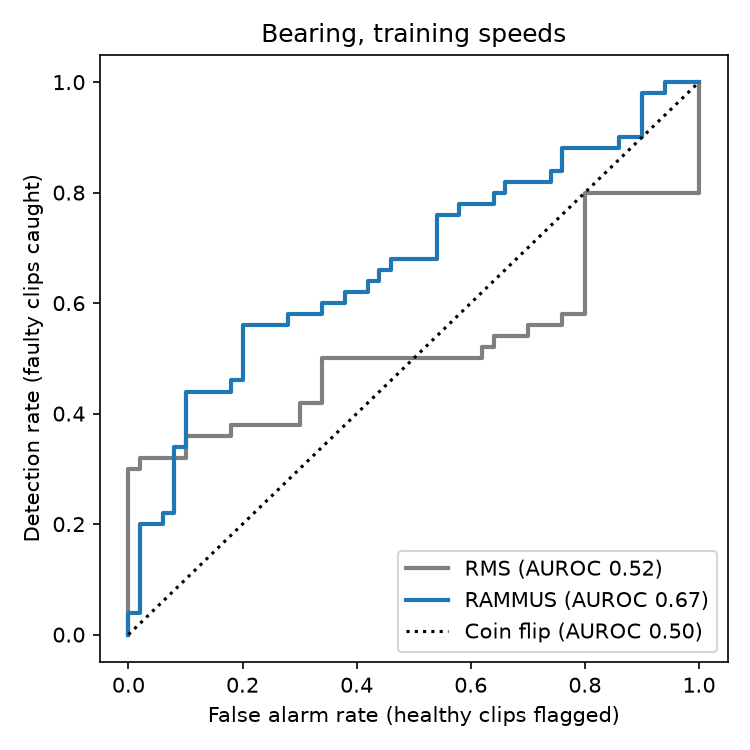 Bearing, training speeds
Detection rate (faulty clips caught)
1.0
0.8
0.6
0.4
0.2
0.0
RMS (AUROC 0.52)
RAMMUS (AUROC 0.67)
Coin flip (AUROC 0.50)
0.0 0.2 0.4 0.6 0.8 1.0
False alarm rate (healthy clips flagged)